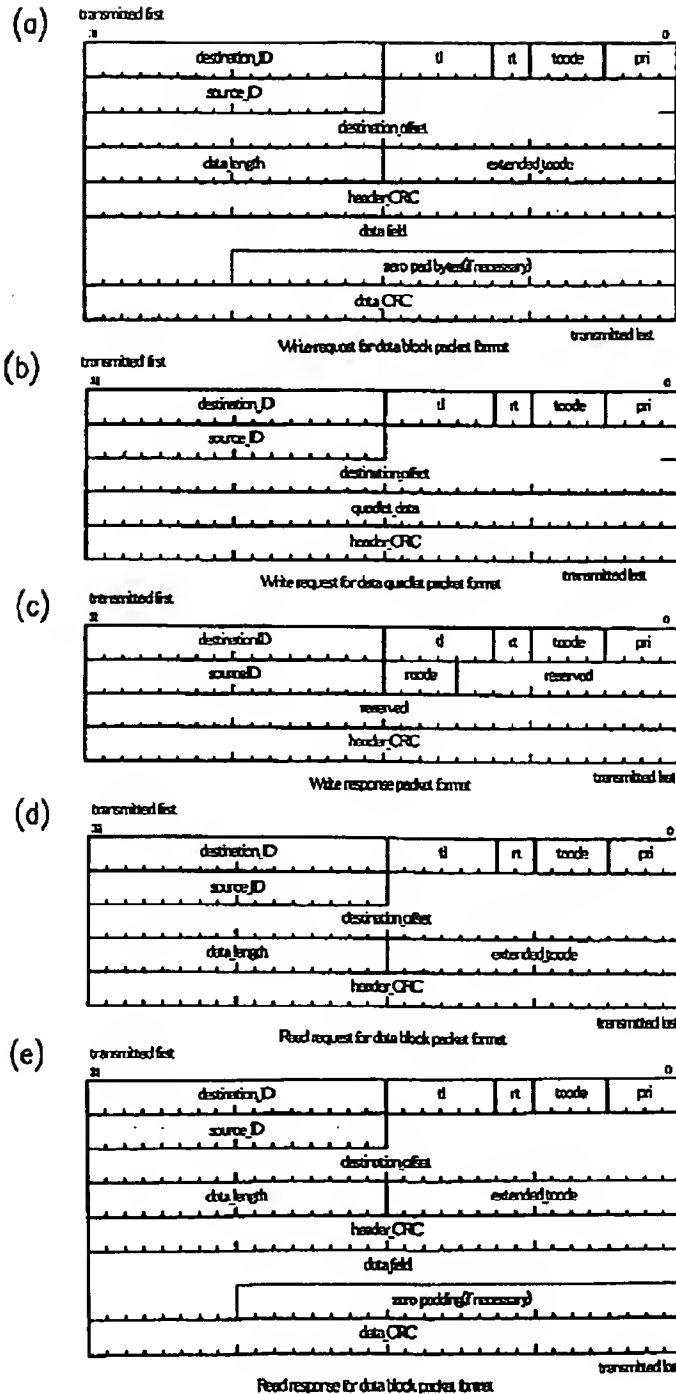 (a)
transmitted first
31 0
destination_ID tl rt tcode pri
source_ID
destination_offset
data_length extended_tcode
header_CRC
data field
zero pad bytes(if necessary)
data_CRC
transmitted last
Write request for data block packet format
(b)
transmitted first
31 0
destination_ID tl rt tcode pri
source_ID
destination_offset
quadlet_data
header_CRC
transmitted last
Write request for data quadlet packet format
(c)
transmitted first
31 0
destinationID tl rt tcode pri
sourceID rcode reserved
reserved
header_CRC
transmitted last
Write response packet format
(d)
transmitted first
31 0
destination_ID tl rt tcode pri
source_ID
destination_offset
data_length extended_tcode
header_CRC
transmitted last
Read request for data block packet format
(e)
transmitted first
31 0
destination_ID tl rt tcode pri
source_ID
destination_offset
data_length extended_tcode
header_CRC
data field
zero padding(if necessary)
data_CRC
transmitted last
Read response for data block packet format